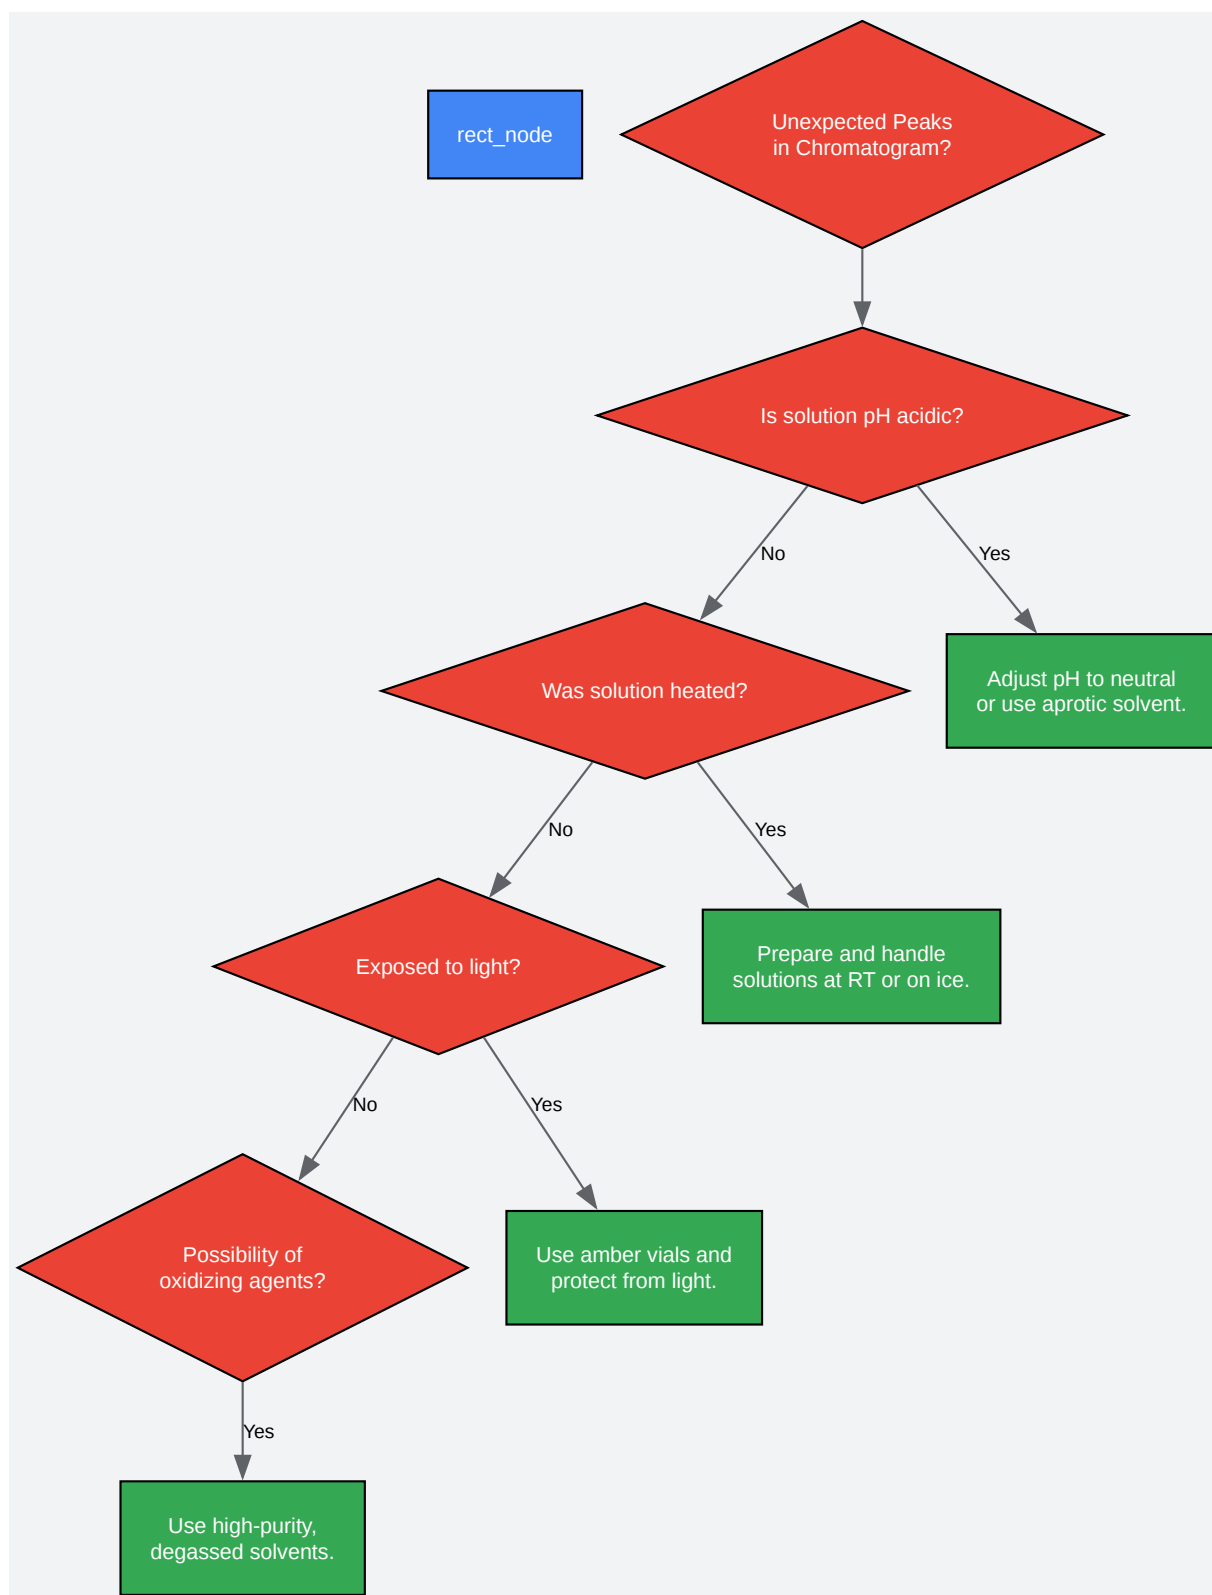 rect_node
Unexpected Peaks
in Chromatogram?
Is solution pH acidic?
No
Yes
Was solution heated?
Adjust pH to neutral
or use aprotic solvent.
No
Yes
Exposed to light?
Prepare and handle
solutions at RT or on ice.
No
Yes
Possibility of
oxidizing agents?
Use amber vials and
protect from light.
Yes
Use high-purity,
degassed solvents.